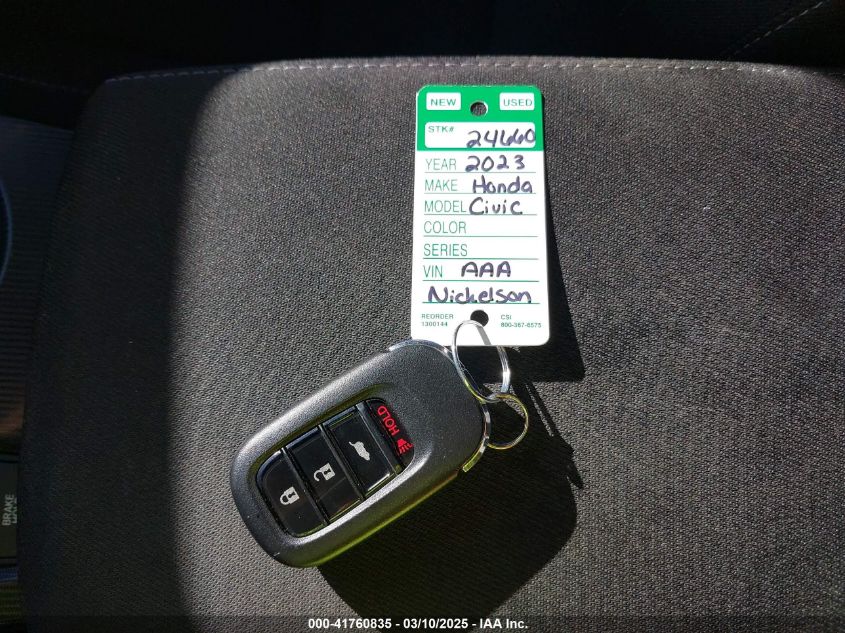 NEW USED
STK# 24660
YEAR 2023
MAKE Honda
MODEL Civic
COLOR
SERIES
VIN AAA
Nickelson
REORDER CSI
1300144 800-367-6575
HOLD
BRAKE
000-41760835 - 03/10/2025 - IAA Inc.